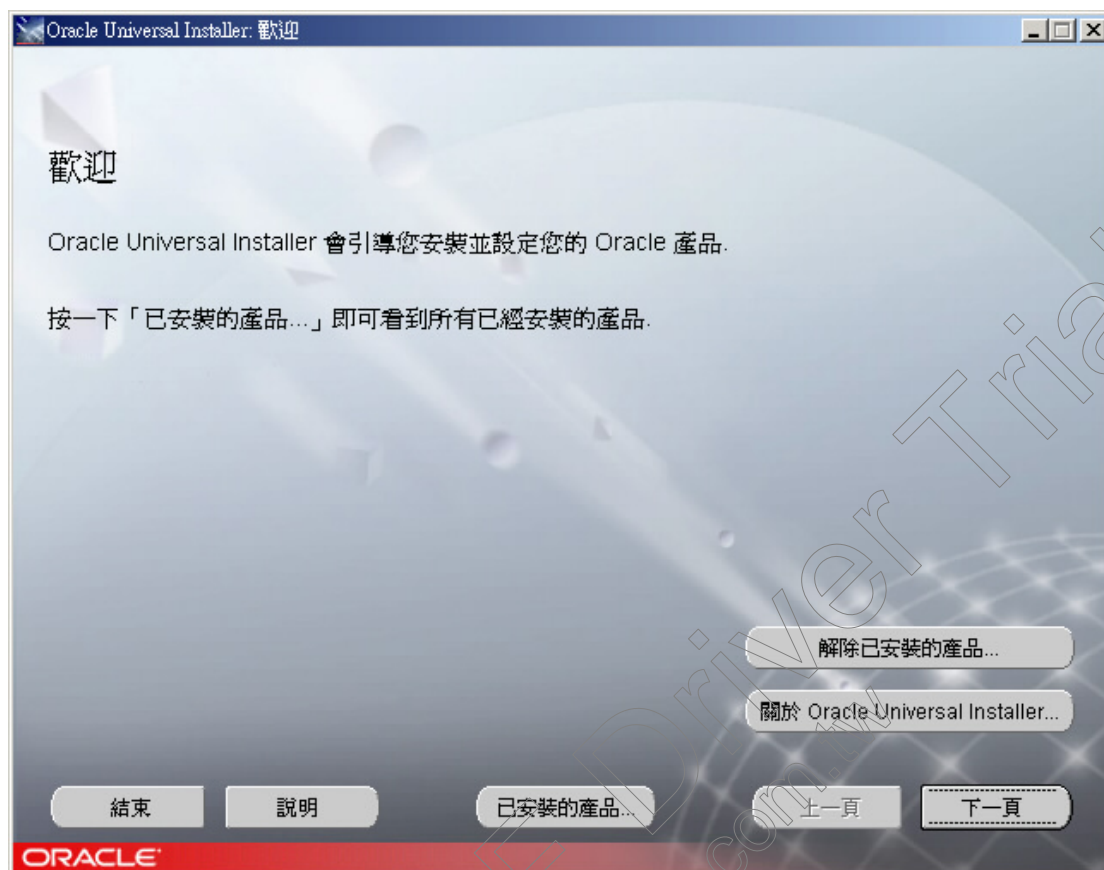 Oracle Universal Installer: 歡迎
歡迎
Oracle Universal Installer 會引導您安裝並設定您的 Oracle 產品.
按一下「已安裝的產品...」即可看到所有已經安裝的產品.
解除已安裝的產品...
關於 Oracle Universal Installer...
結束
說明
已安裝的產品...
上一頁
下一頁
ORACLE
Driver Tria
com.tw